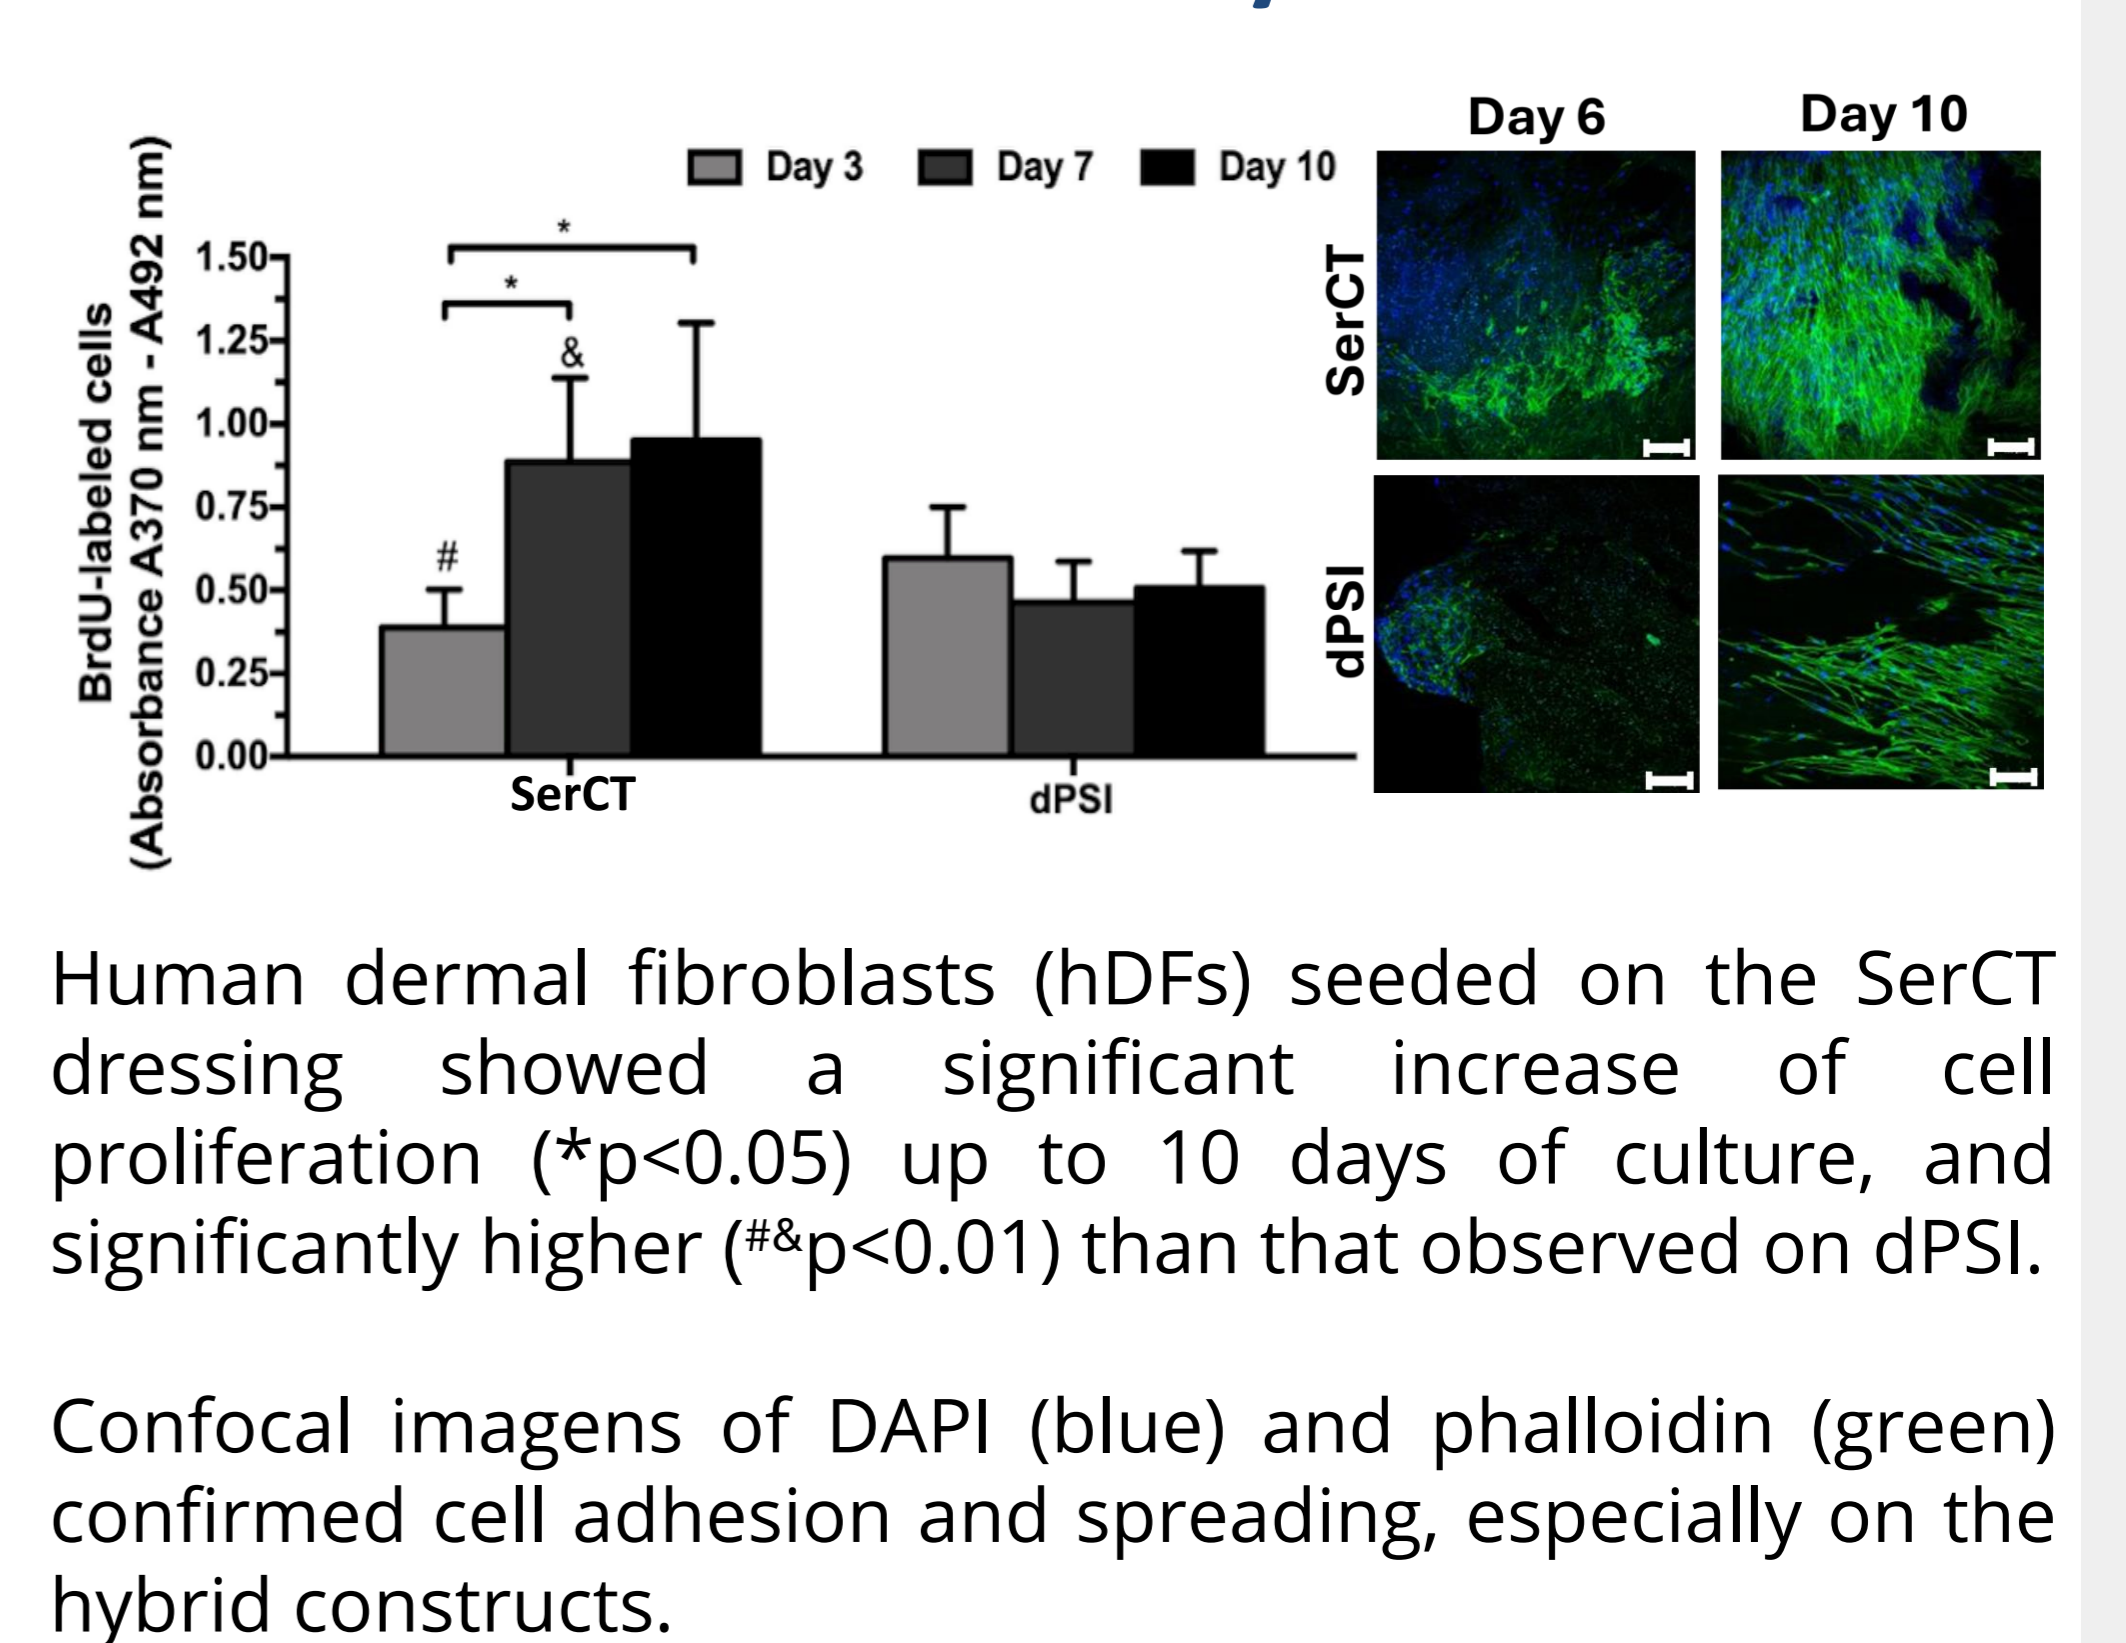 Day 6
Day 10
Day 3
Day 7
Day 10
BrdU-labeled cells
(Absorbance A370 nm - A492 nm)
*
*
1.50
1.25
1.00
0.75
0.50
0.25
0.00
&
#
SerCT
dPSI
SerCT
dPSI
Human dermal fibroblasts (hDFs) seeded on the SerCT
dressing showed a significant increase of cell
proliferation (*p<0.05) up to 10 days of culture, and
significantly higher (#&p<0.01) than that observed on dPSI.
Confocal imagens of DAPI (blue) and phalloidin (green)
confirmed cell adhesion and spreading, especially on the
hybrid constructs.